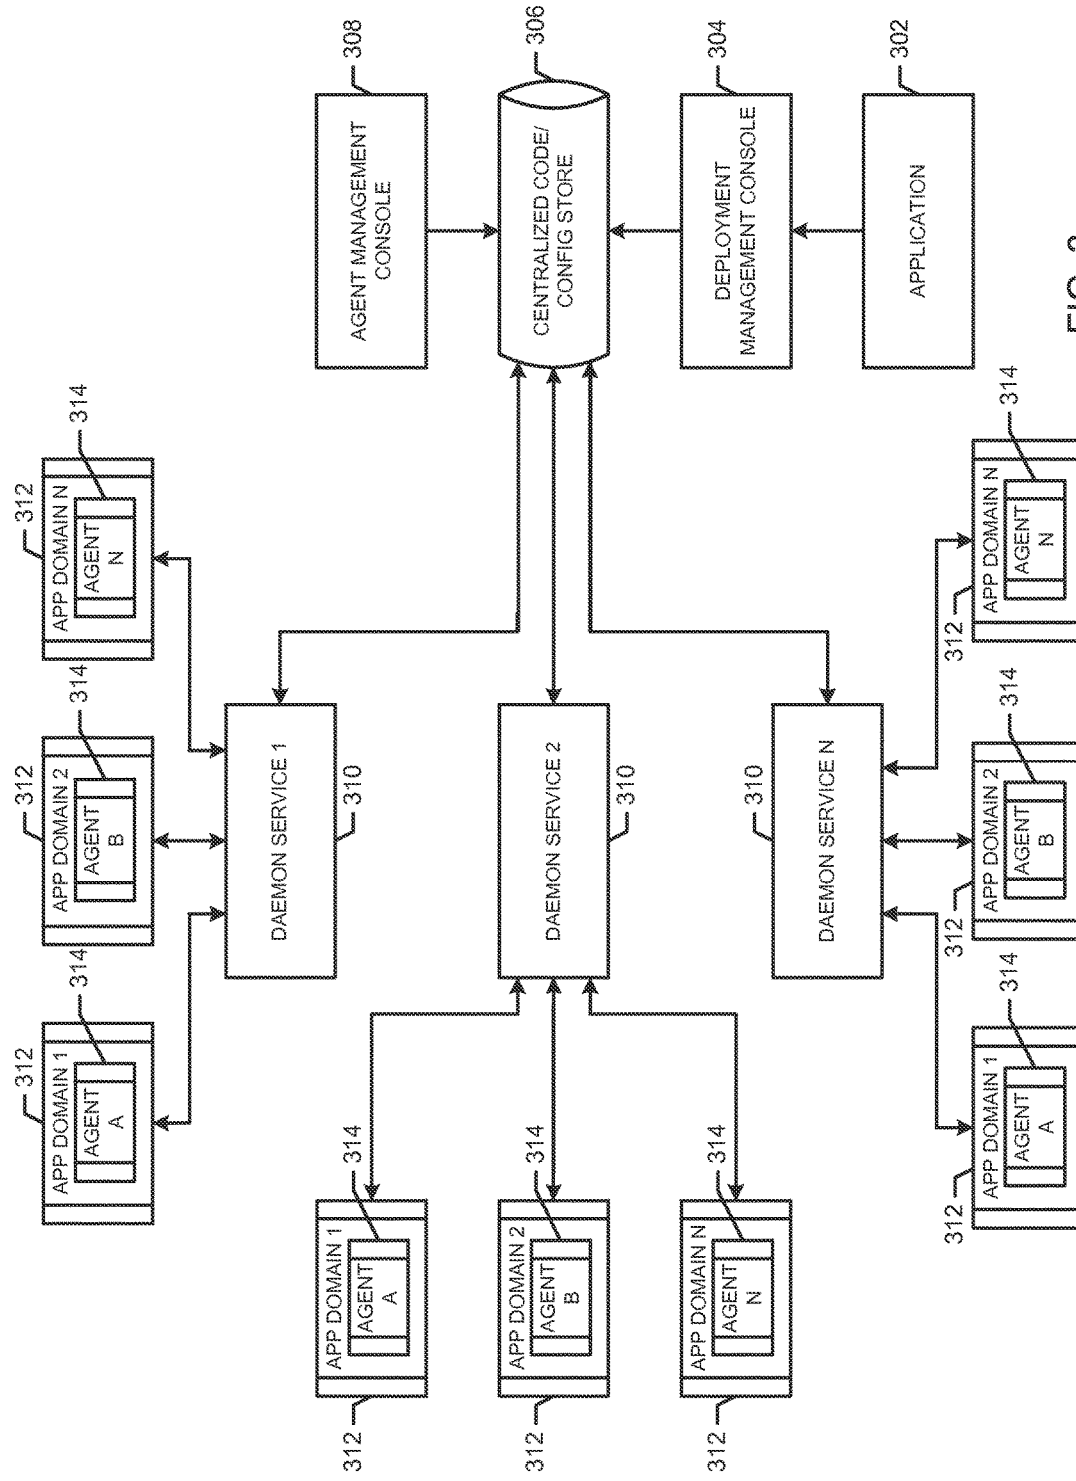 312
APP DOMAIN 1
AGENT
A
314
312
APP DOMAIN 2
AGENT
B
314
312
APP DOMAIN N
AGENT
N
314
DAEMON SERVICE 1
310
312
APP DOMAIN 1
AGENT
A
314
312
APP DOMAIN 2
AGENT
B
314
312
APP DOMAIN N
AGENT
N
314
DAEMON SERVICE 2
310
312
APP DOMAIN 1
AGENT
A
314
312
APP DOMAIN 2
AGENT
B
314
312
APP DOMAIN N
AGENT
N
314
DAEMON SERVICE N
310
AGENT MANAGEMENT
CONSOLE
308
CENTRALIZED CODE/
CONFIG STORE
306
DEPLOYMENT
MANAGEMENT CONSOLE
304
APPLICATION
302
FIG.